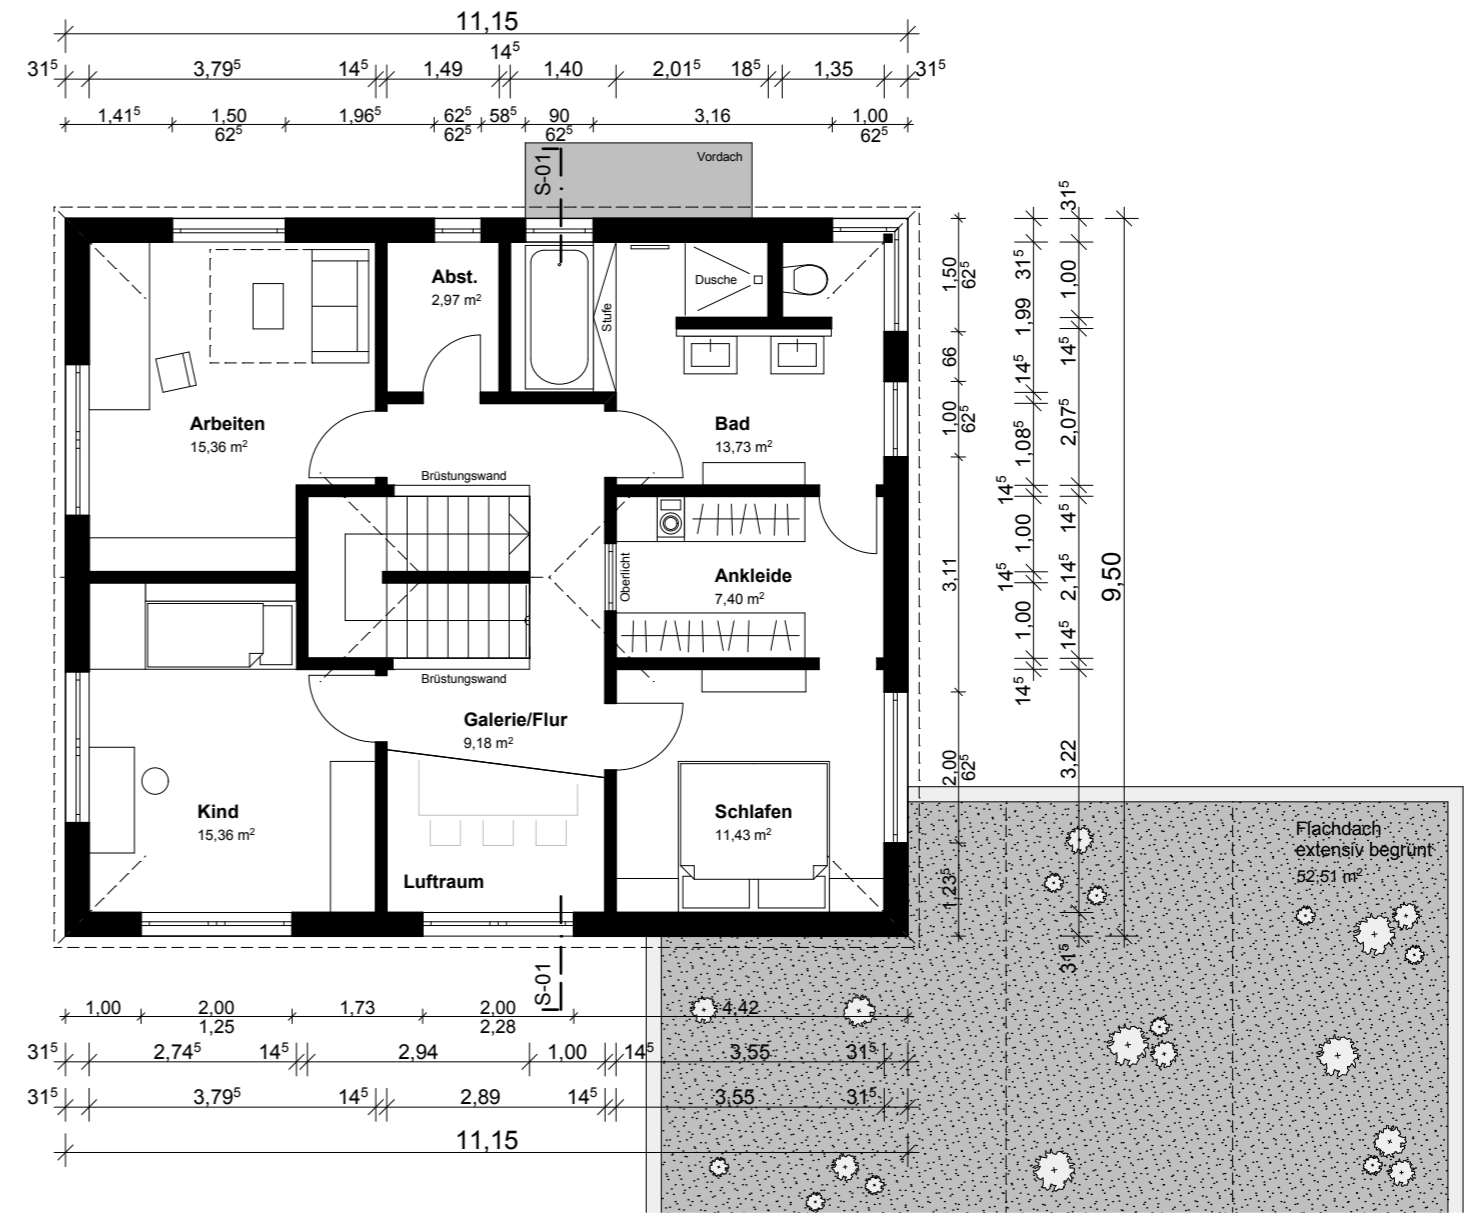 11,15
14⁵
31⁵ 3,79⁵ 14⁵ 1,49 1,40 2,01⁵ 18⁵ 1,35 31⁵
1,41⁵ 1,50 1,96⁵ 62⁵ 58⁵ 90 3,16 1,00
62⁵ 62⁵ 62⁵ 62⁵
S-01
Vordach
Abst.
2,97 m²
Stufe
Dusche
Arbeiten
15,36 m²
Bad
13,73 m²
Brüstungswand
Oberlicht
Ankleide
7,40 m²
Brüstungswand
Galerie/Flur
9,18 m²
Kind
15,36 m²
Luftraum
Schlafen
11,43 m²
S-01
1,50
62⁵
66
1,00
62⁵
3,11
2,00
62⁵
1,23⁵
31⁵
1,99
14⁵
1,08⁵
14⁵
1,00
14⁵
1,00
14⁵
31⁵
1,00
14⁵
2,07⁵
14⁵
2,14⁵
14⁵
3,22
31⁵
9,50
Flachdach
extensiv begrünt
52,51 m²
1,00 2,00 1,73 2,00 4,42
1,25 2,28
31⁵ 2,74⁵ 14⁵ 2,94 1,00 14⁵ 3,55 31⁵
31⁵ 3,79⁵ 14⁵ 2,89 14⁵ 3,55 31⁵
11,15